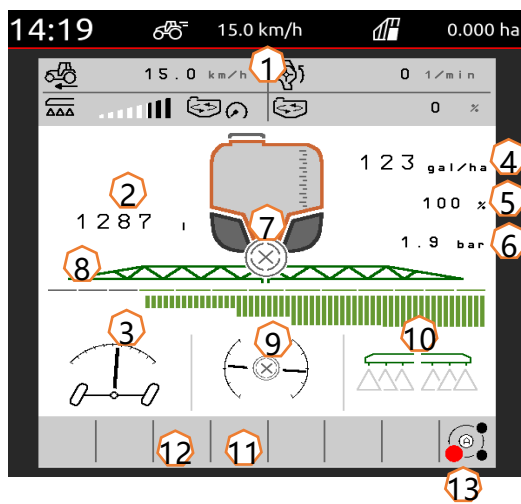 14:19 15.0 km/h 0.000 ha
15.0 km/h 1 0 1/min
0 %
123 gal/ha 4
2 100 % 5
1287 l 7 1.9 bar 6
8
3 9 10
12 11
13